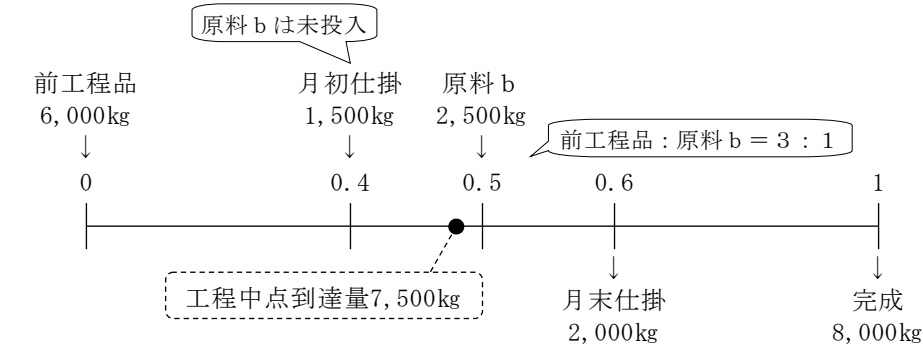 原料ｂは未投入
前工程品
6,000kg
↓
月初仕掛
1,500kg
↓
原料ｂ
2,500kg
↓
前工程品：原料ｂ＝３：１
0
0.4
0.5
0.6
1
工程中点到達量7,500kg
↓
月末仕掛
2,000kg
↓
完成
8,000kg